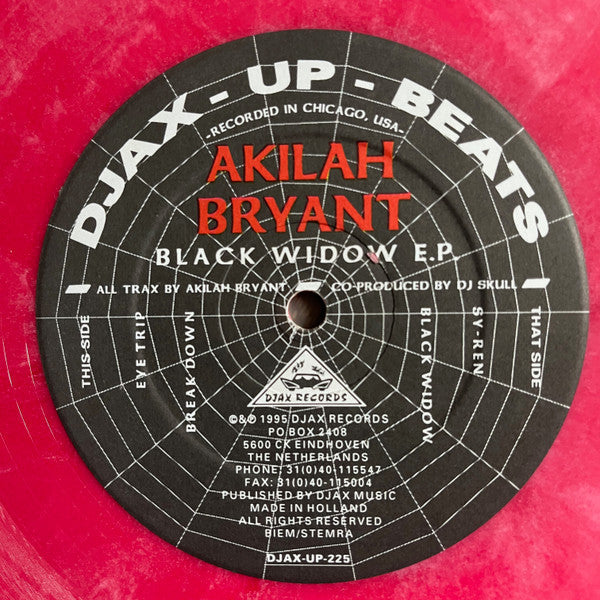 DJAX - UP - BEATS
-RECORDED IN CHICAGO, USA-
AKILAH
BRYANT
BLACK WIDOW E.P.
ALL TRAX BY AKILAH BRYANT
CO-PRODUCED BY DJ SKULL
THIS SIDE
EYE TRIP
BREAK DOWN
BLACK WIDOW
SY-REN
THAT SIDE
DJAX RECORDS
©&℗ 1995 DJAX RECORDS
PO BOX 2408
5600 CK EINDHOVEN
THE NETHERLANDS
PHONE: 31(0)40-115547
FAX: 31(0)40-115004
PUBLISHED BY DJAX MUSIC
MADE IN HOLLAND
ALL RIGHTS RESERVED
BIEM/STEMRA
DJAX-UP-225